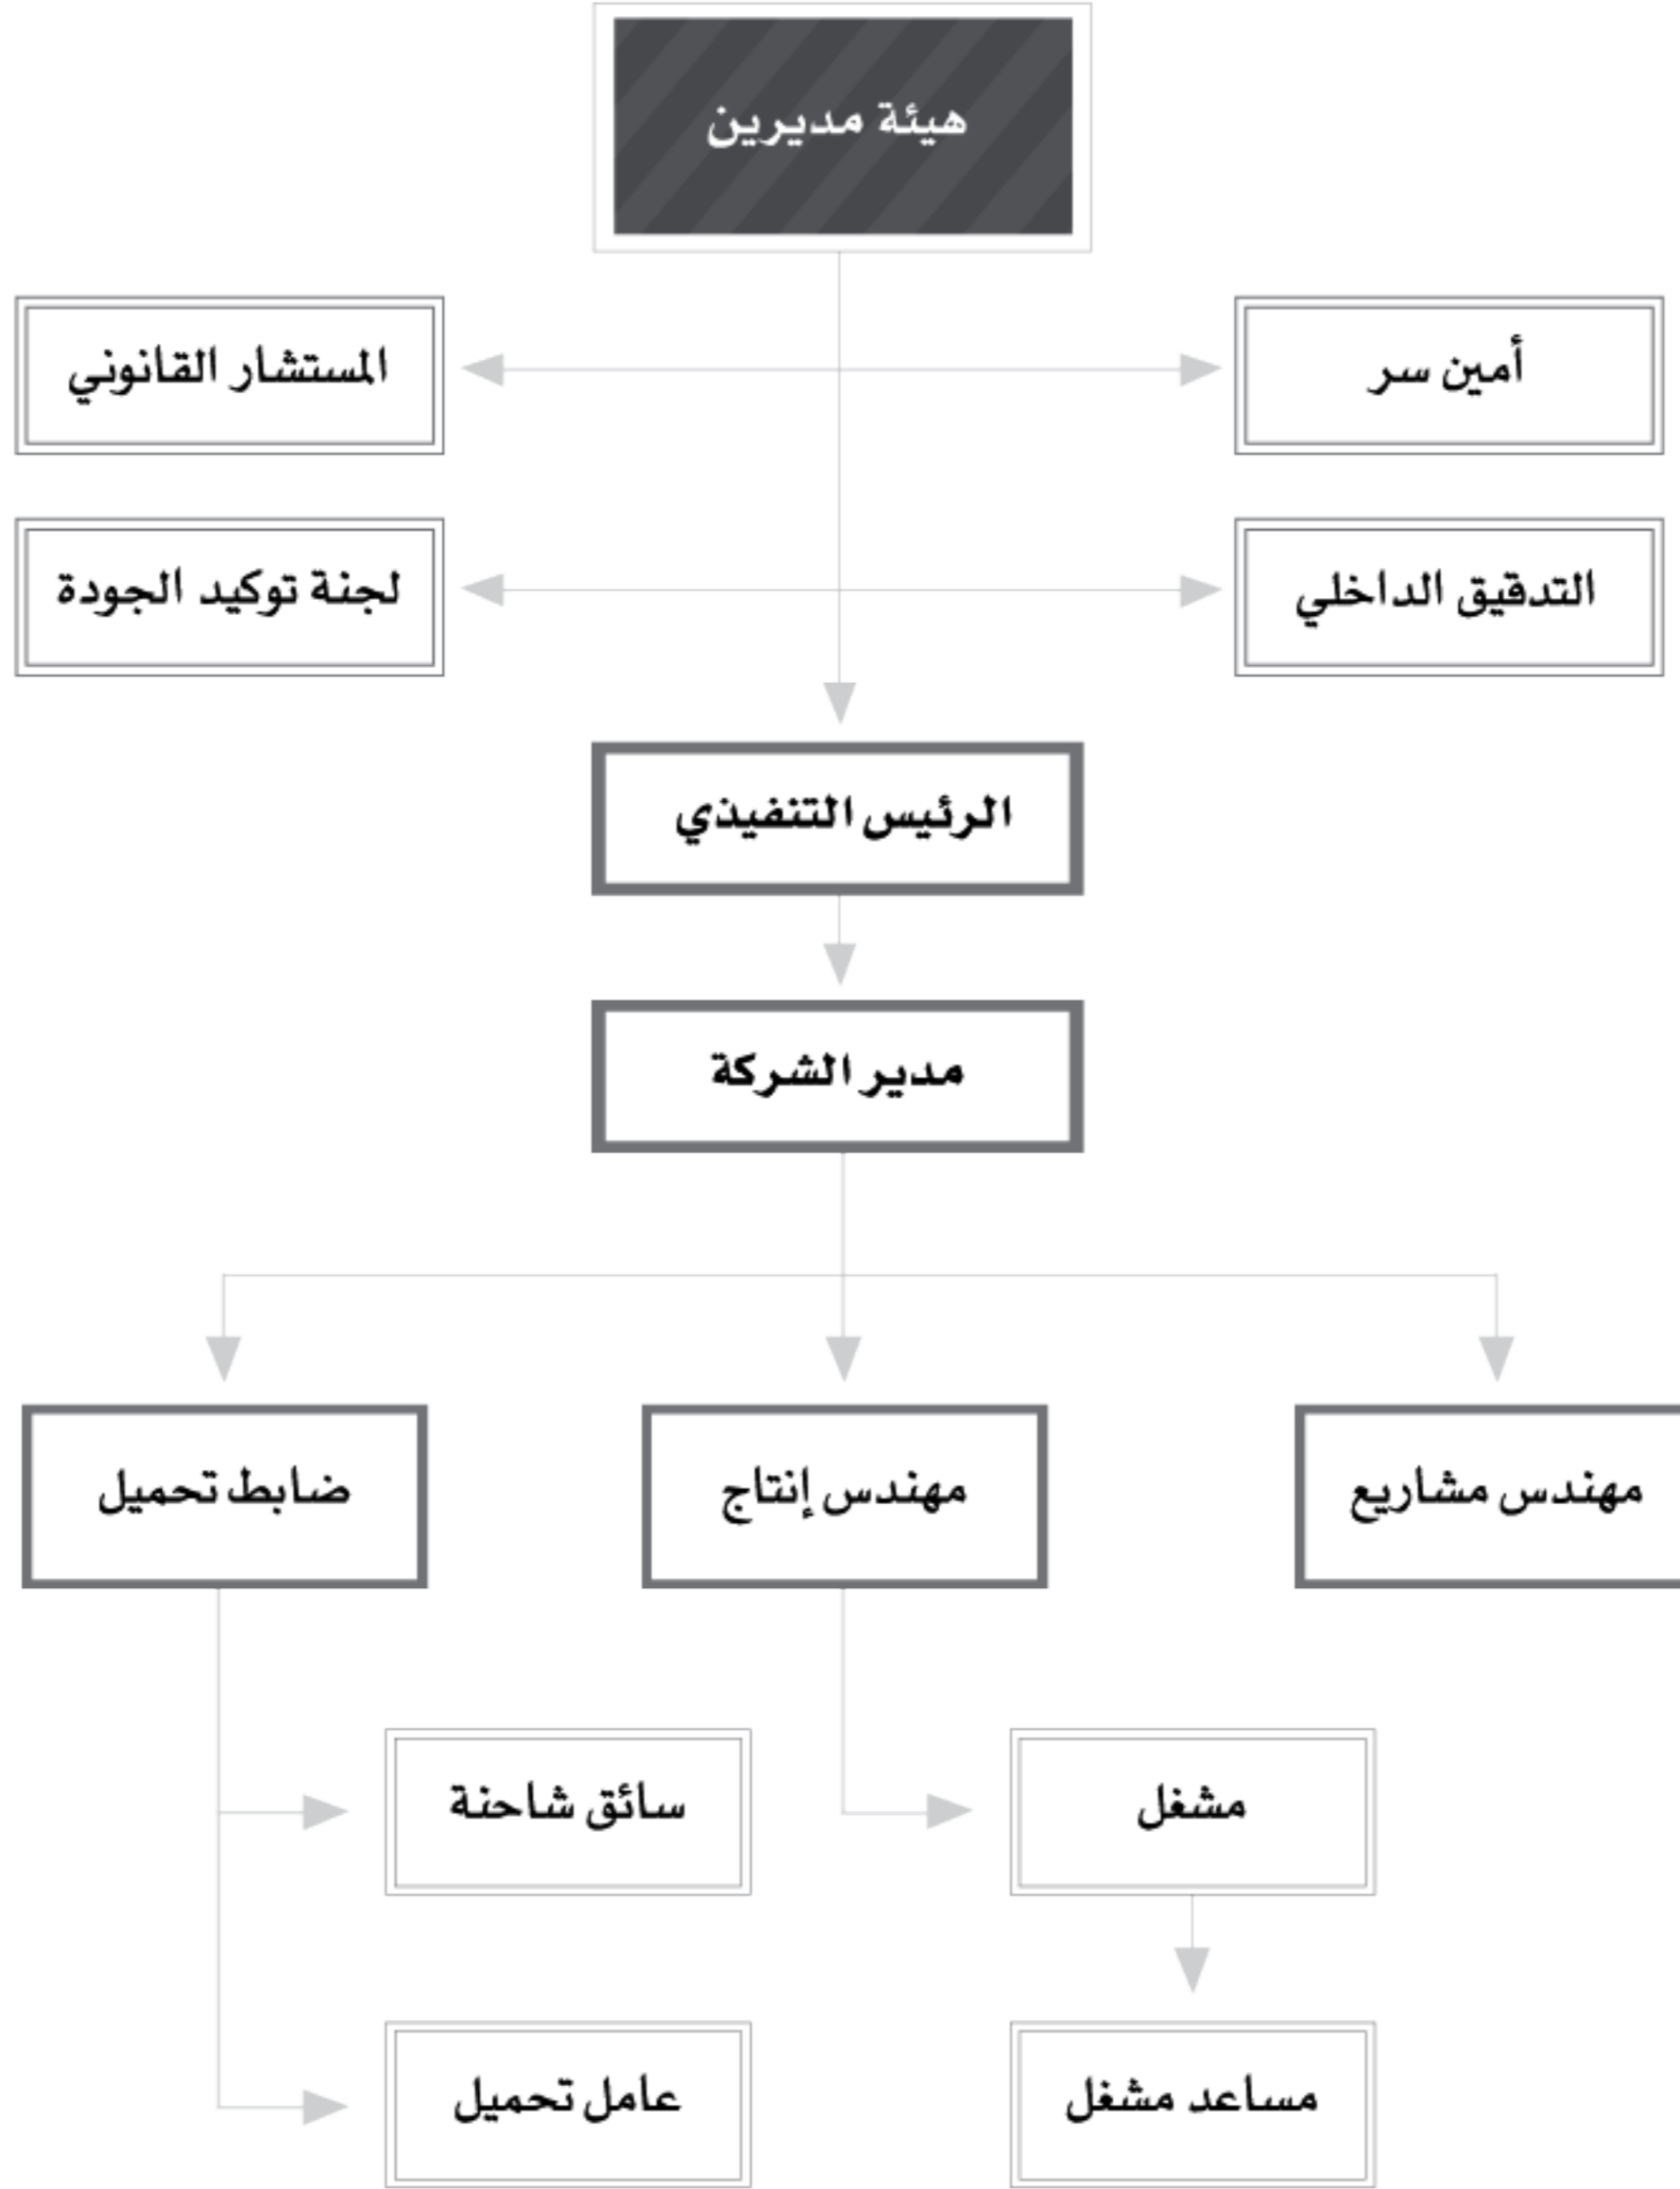 هيئة مديرين
أمين سر
المستشار القانوني
التدقيق الداخلي
لجنة توكيد الجودة
الرئيس التنفيذي
مدير الشركة
مهندس مشاريع
مهندس إنتاج
ضابط تحميل
مشغل
سائق شاحنة
مساعد مشغل
عامل تحميل